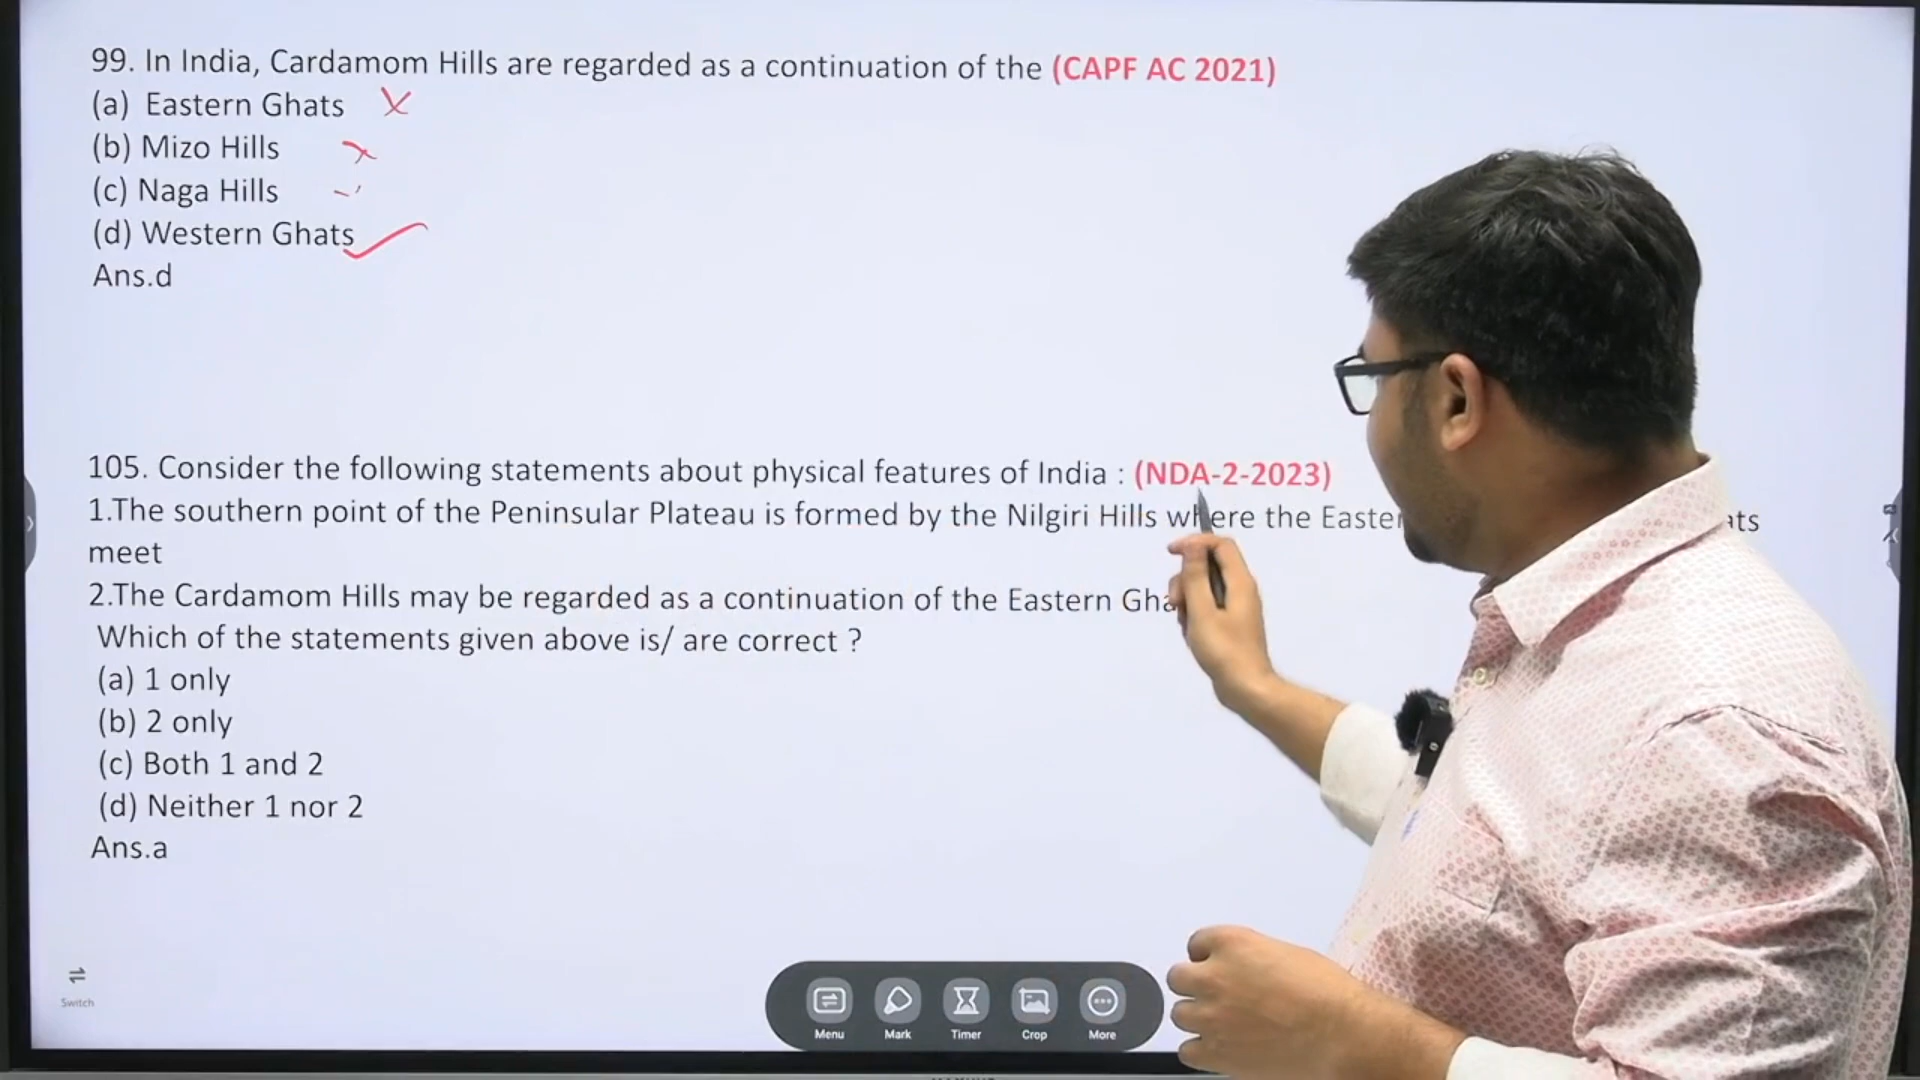 99. In India, Cardamom Hills are regarded as a continuation of the (CAPF AC 2021)
(a) Eastern Ghats
(b) Mizo Hills
(c) Naga Hills
(d) Western Ghats
Ans.d
105. Consider the following statements about physical features of India : (NDA-2-2023)
1.The southern point of the Peninsular Plateau is formed by the Nilgiri Hills where the
meet
2.The Cardamom Hills may be regarded as a continuation of the Eastern
Which of the statements given above is/ are correct ?
(a) 1 only
(b) 2 only
(c) Both 1 and 2
(d) Neither 1 nor 2
Ans.a
Switch
Menu Mark Timer Crop More